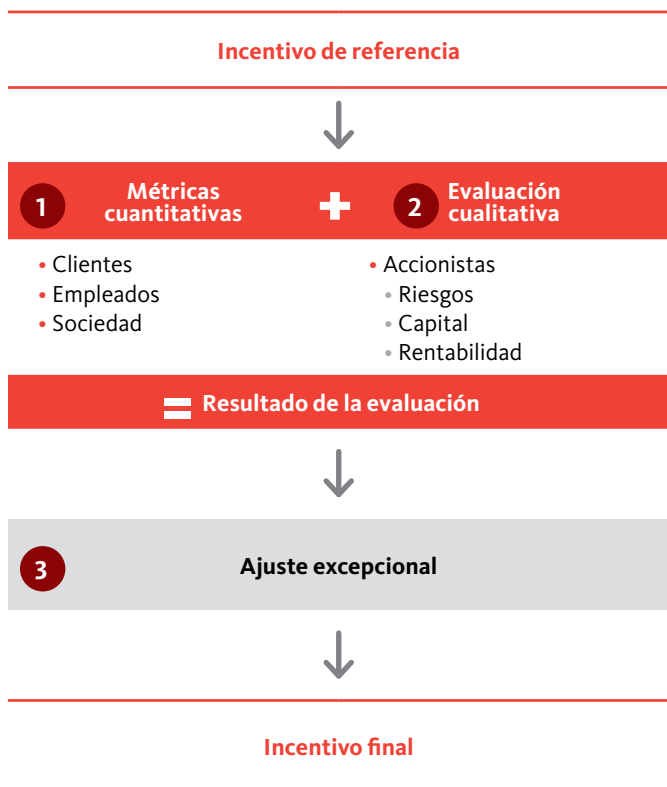 Incentivo de referencia
1
Métricas
cuantitativas
+
2
Evaluación
cualitativa
• Clientes
• Empleados
• Sociedad
• Accionistas
• Riesgos
• Capital
• Rentabilidad
= Resultado de la evaluación
3
Ajuste excepcional
Incentivo final